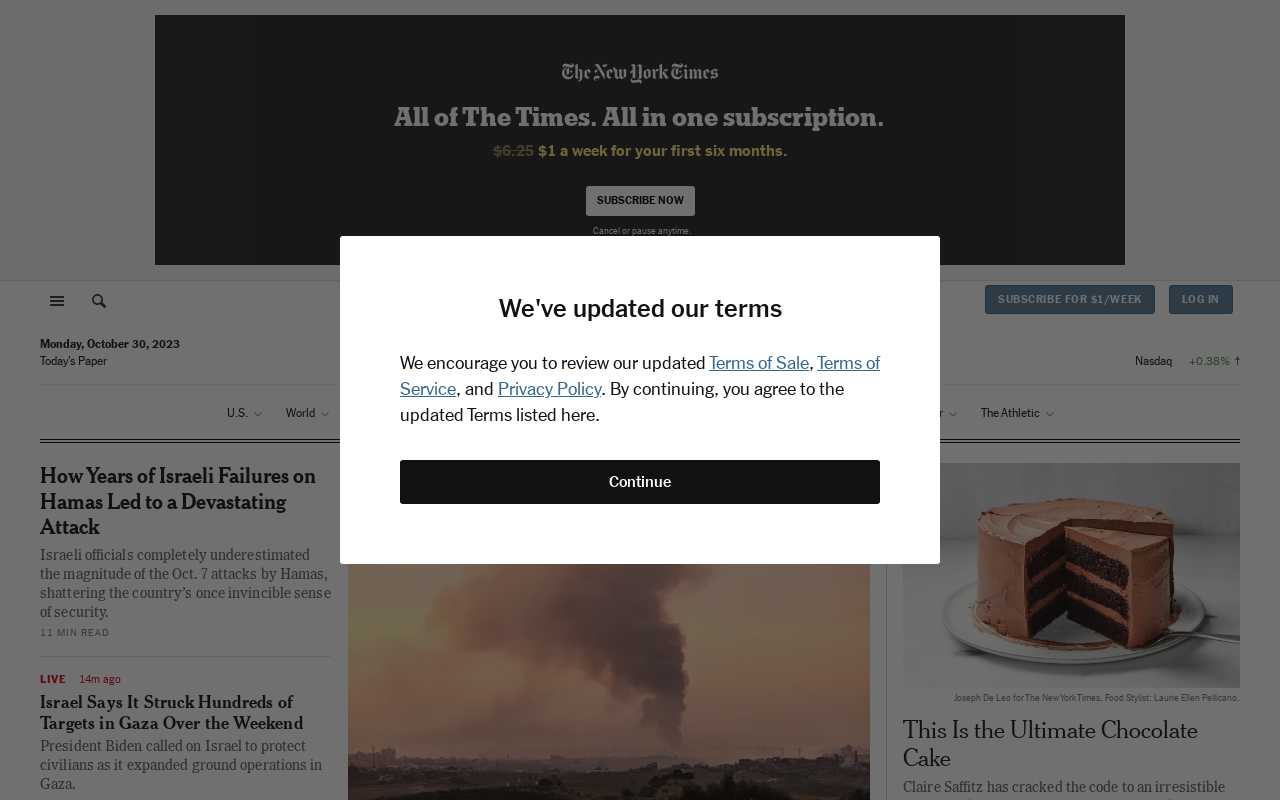 The New York Times
All of The Times. All in one subscription.
$6.25 $1 a week for your first six months.
SUBSCRIBE NOW
Cancel or pause anytime.
SUBSCRIBE FOR $1/WEEK
LOG IN
Monday, October 30, 2023
Today's Paper
Nasdaq +0.38% ↑
U.S.
World
The Athletic
We've updated our terms
We encourage you to review our updated Terms of Sale, Terms of
Service, and Privacy Policy. By continuing, you agree to the
updated Terms listed here.
Continue
How Years of Israeli Failures on
Hamas Led to a Devastating
Attack
Israeli officials completely underestimated
the magnitude of the Oct. 7 attacks by Hamas,
shattering the country's once invincible sense
of security.
11 MIN READ
LIVE 14m ago
Israel Says It Struck Hundreds of
Targets in Gaza Over the Weekend
President Biden called on Israel to protect
civilians as it expanded ground operations in
Gaza.
Joseph De Leo for The New York Times. Food Stylist: Laurie Ellen Pellicano.
This Is the Ultimate Chocolate
Cake
Claire Saffitz has cracked the code to an irresistible